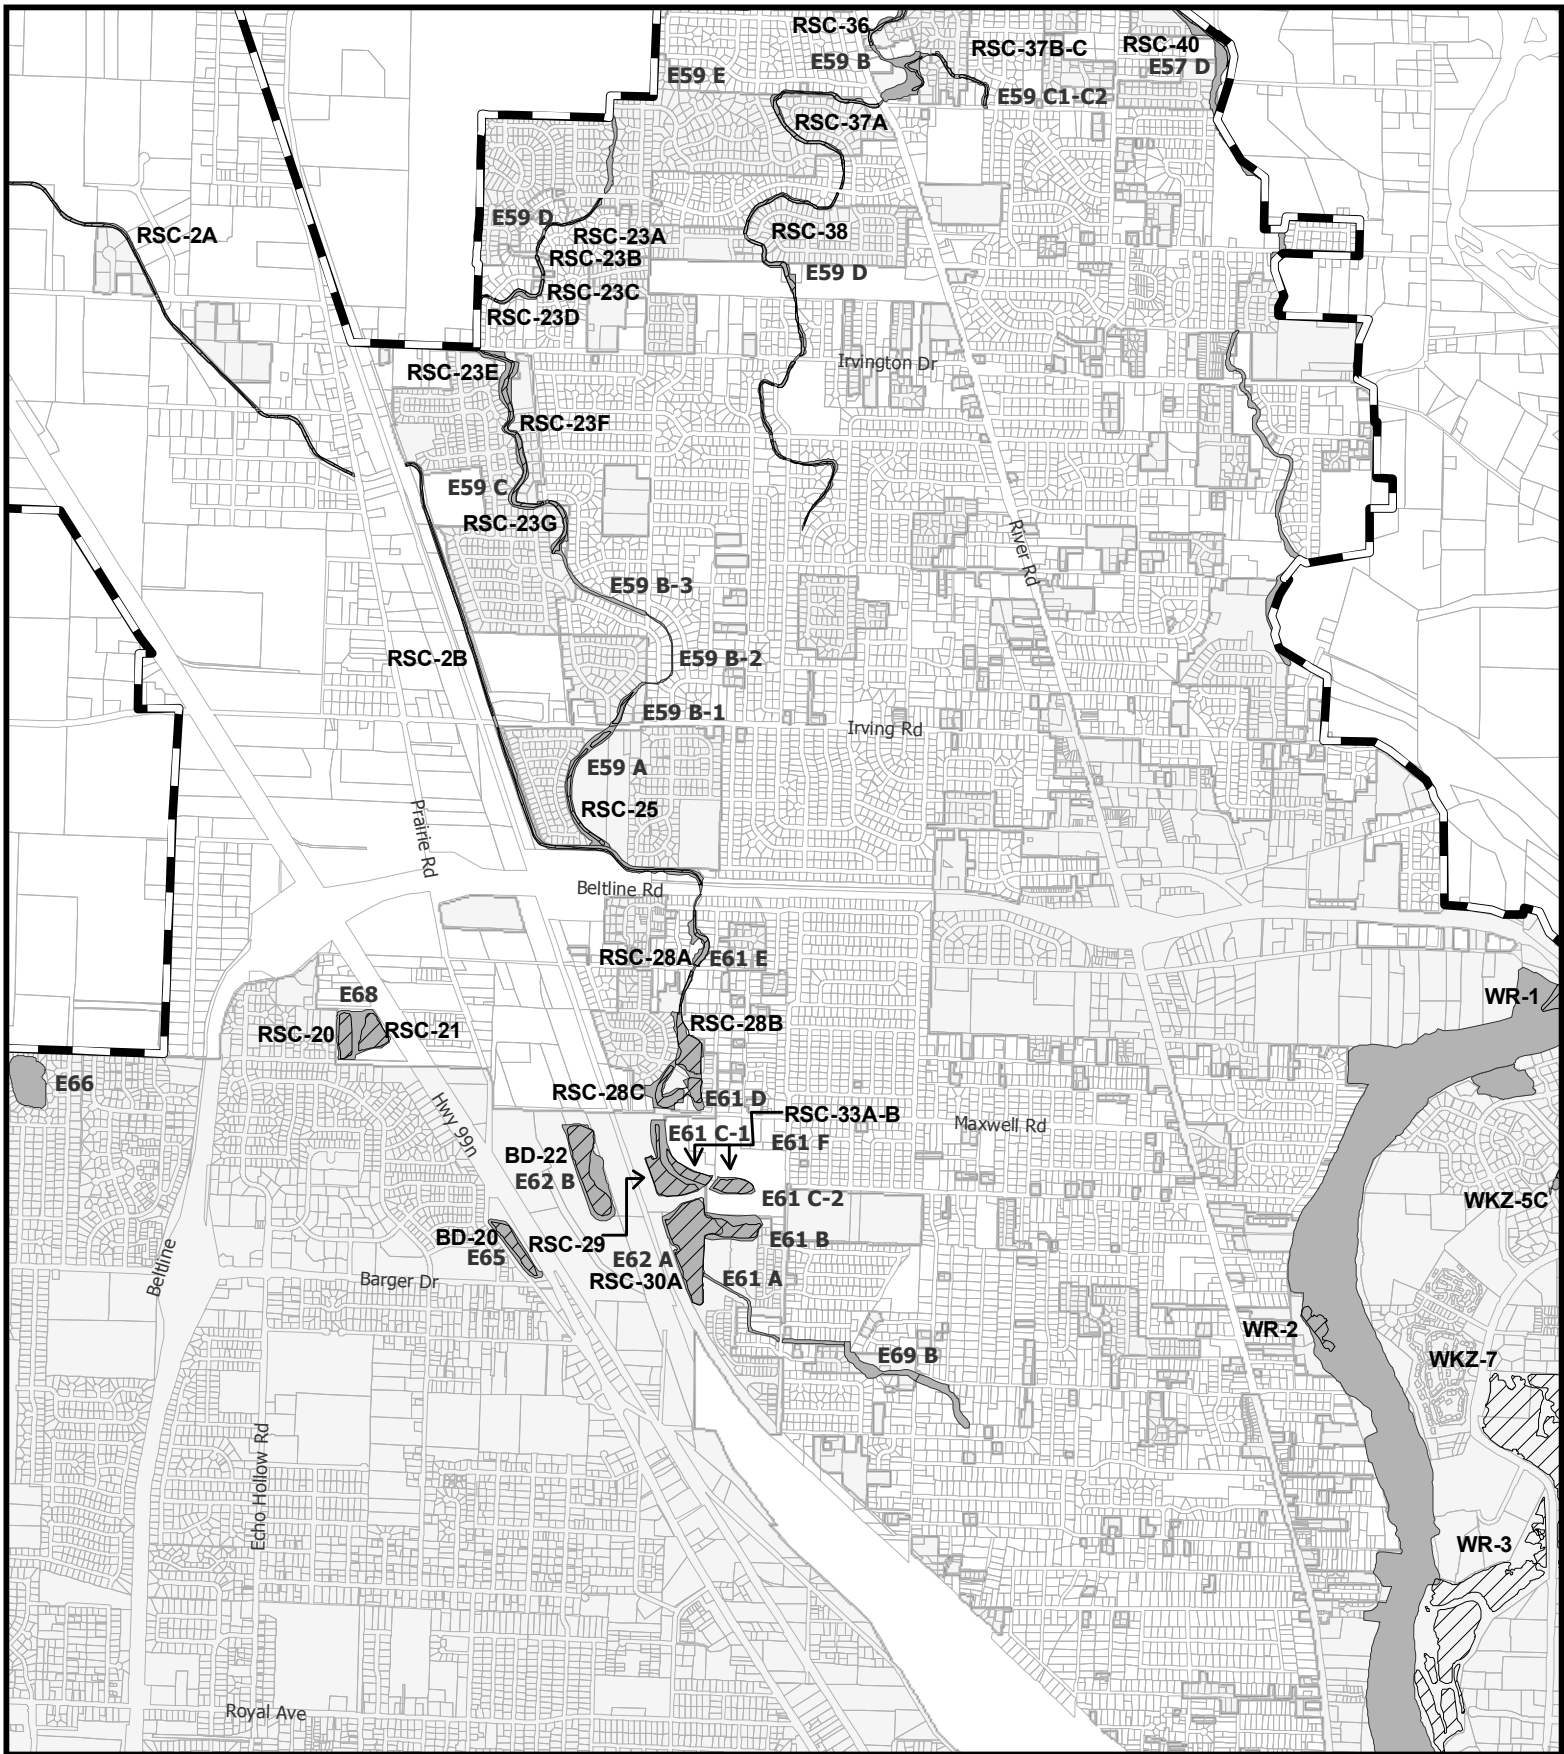 RSC-36
RSC-37B-C
RSC-40
E59 B
E57 D
E59 E
E59 C1-C2
RSC-37A
E59 D
RSC-2A
RSC-23A
RSC-38
RSC-23B
E59 D
RSC-23C
RSC-23D
Irvington Dr
RSC-23E
RSC-23F
E59 C
RSC-23G
River Rd
E59 B-3
RSC-2B
E59 B-2
E59 B-1
Irving Rd
E59 A
RSC-25
Prairie Rd
Beltline Rd
RSC-28A
E61 E
E68
WR-1
RSC-20
RSC-21
RSC-28B
E66
RSC-28C
E61 D
RSC-33A-B
Hwy 99n
Maxwell Rd
E61 C-1
E61 F
BD-22
E62 B
E61 C-2
WKZ-5C
BD-20
RSC-29
E61 B
E65
E62 A
Beltline
Barger Dr
RSC-30A
E61 A
WR-2
E69 B
WKZ-7
Echo Hollow Rd
WR-3
Royal Ave